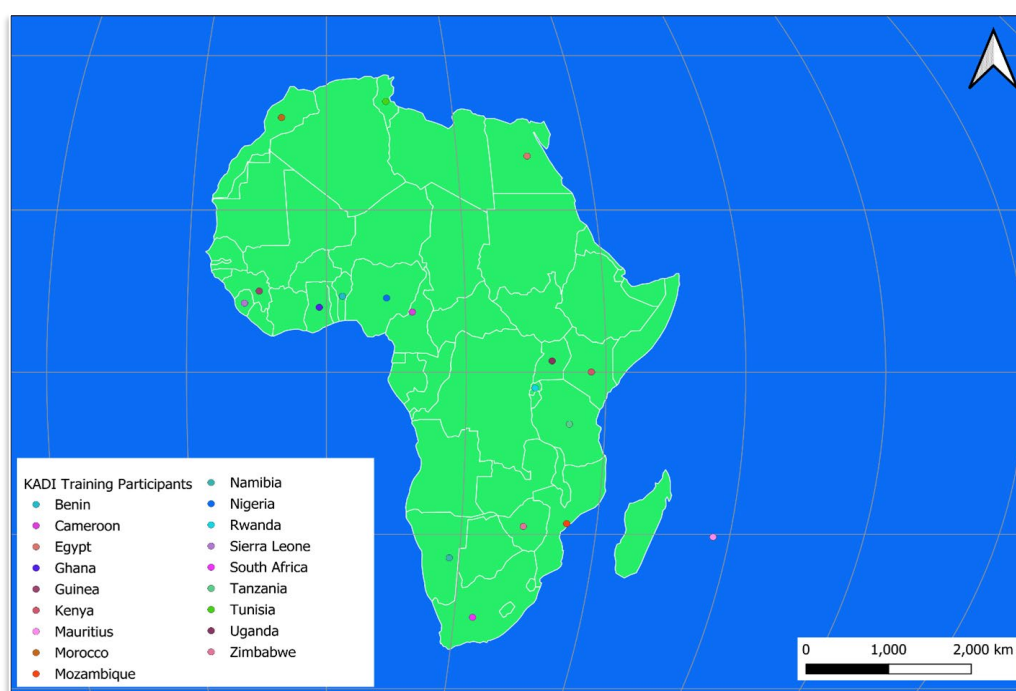 KADI Training Participants
Benin
Cameroon
Egypt
Ghana
Guinea
Kenya
Mauritius
Morocco
Mozambique
Namibia
Nigeria
Rwanda
Sierra Leone
South Africa
Tanzania
Tunisia
Uganda
Zimbabwe
0 1,000 2,000 km